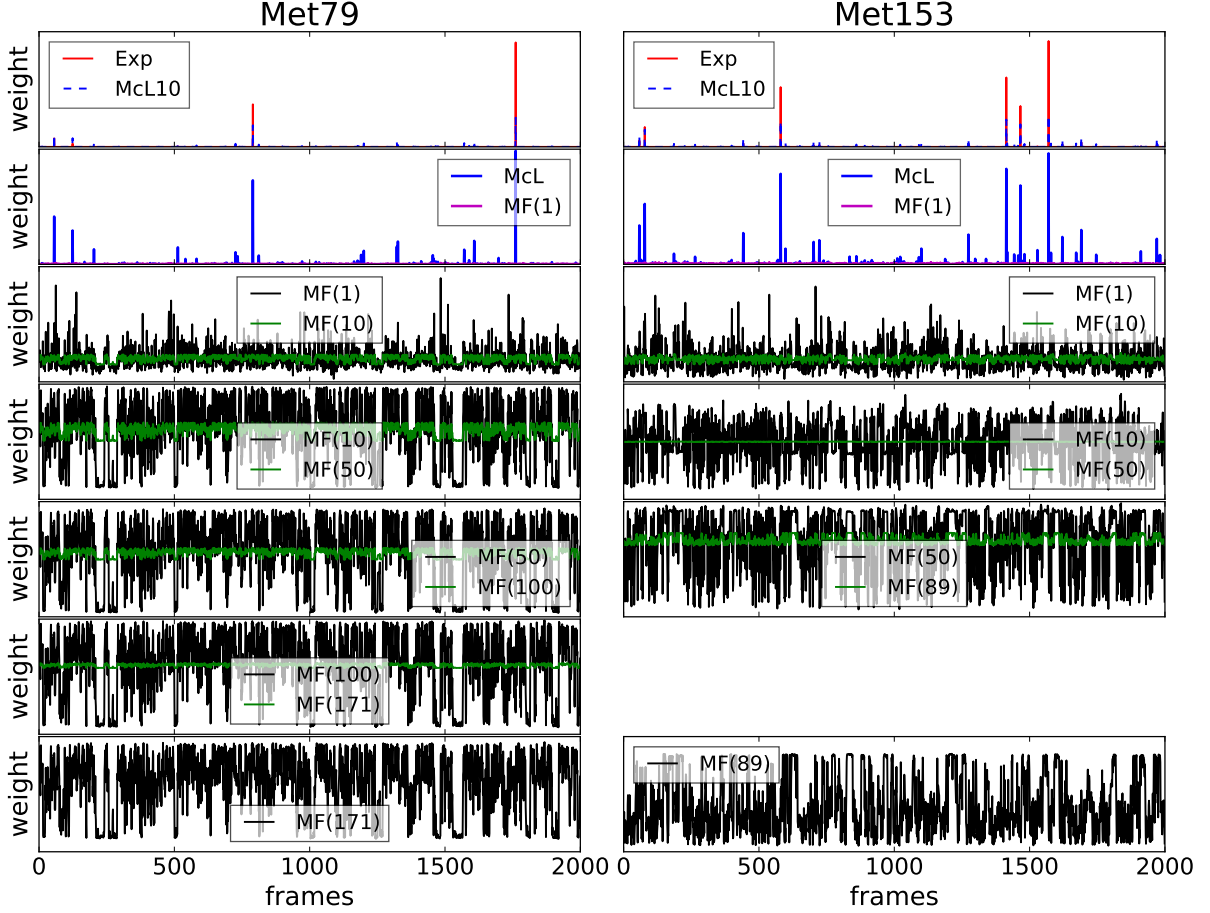 Met79
Met153
weight
Exp
McL10
Exp
McL10
weight
McL
MF(1)
McL
MF(1)
weight
MF(1)
MF(10)
MF(1)
MF(10)
weight
MF(10)
MF(50)
MF(10)
MF(50)
weight
MF(50)
MF(100)
MF(50)
MF(89)
weight
MF(100)
MF(171)
weight
MF(171)
MF(89)
0 500 1000 1500 2000
0 500 1000 1500 2000
frames
frames